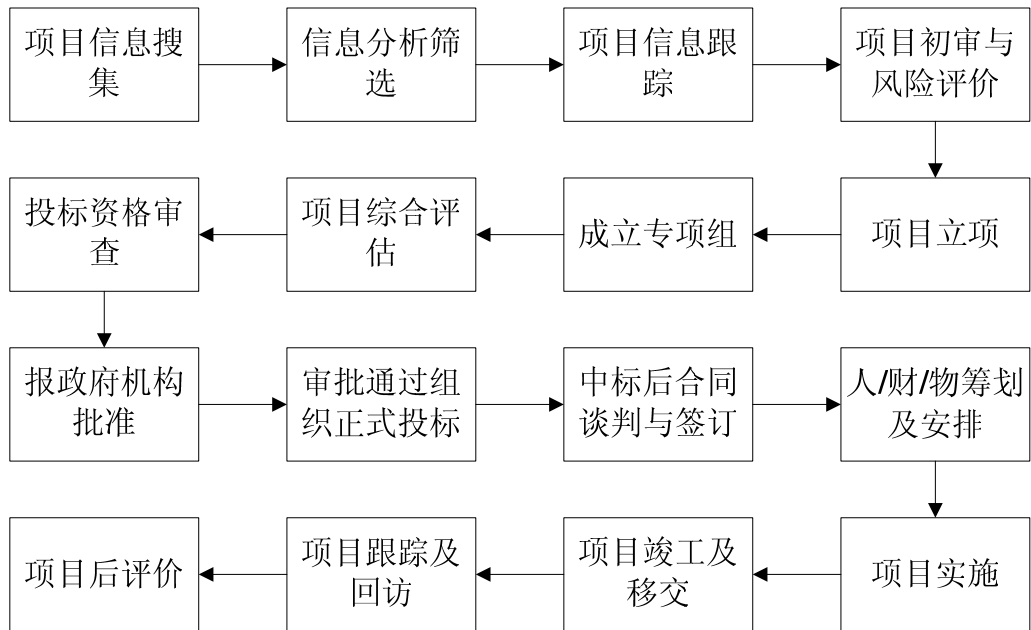 项目信息搜
集
信息分析筛
选
项目信息跟
踪
项目初审与
风险评价
项目立项
成立专项组
项目综合评
估
投标资格审
查
报政府机构
批准
审批通过组
织正式投标
中标后合同
谈判与签订
人/财/物筹划
及安排
项目实施
项目竣工及
移交
项目跟踪及
回访
项目后评价